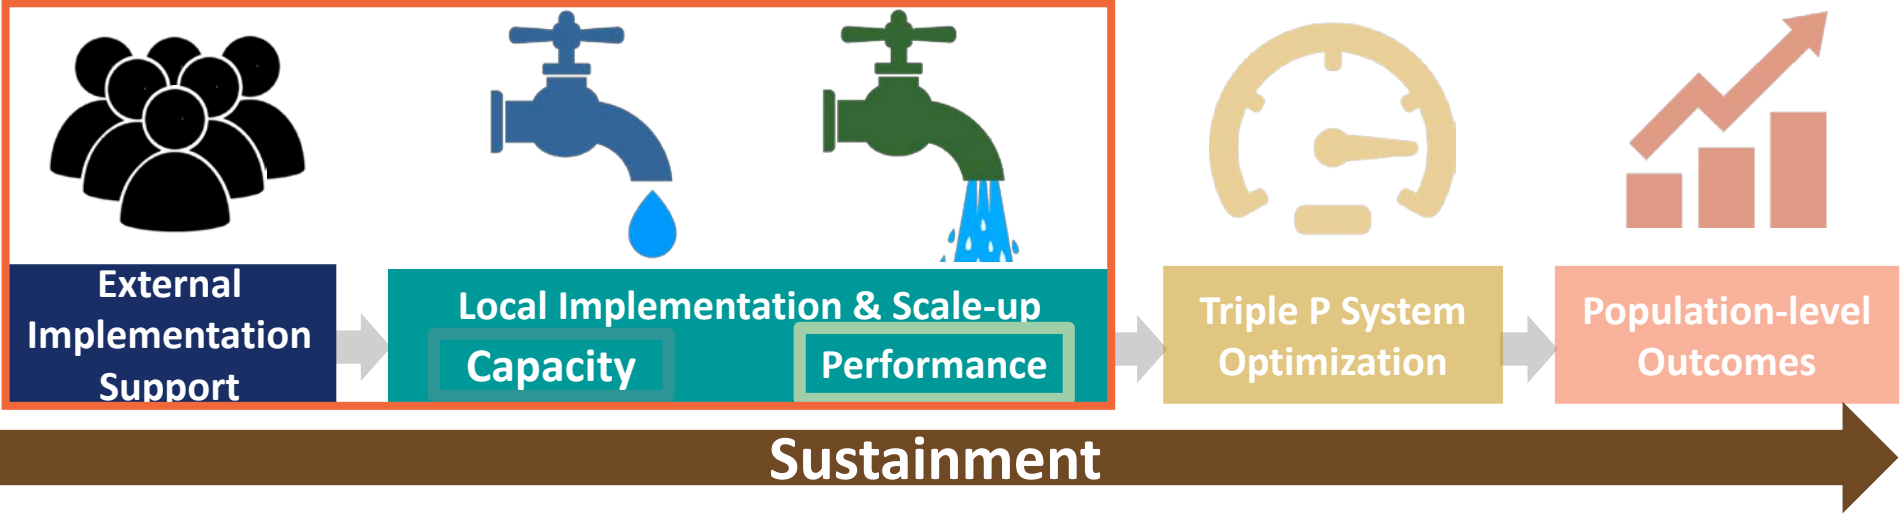 External
Implementation
Support
Local Implementation & Scale-up
Capacity
Performance
Triple P System
Optimization
Population-level
Outcomes
Sustainment